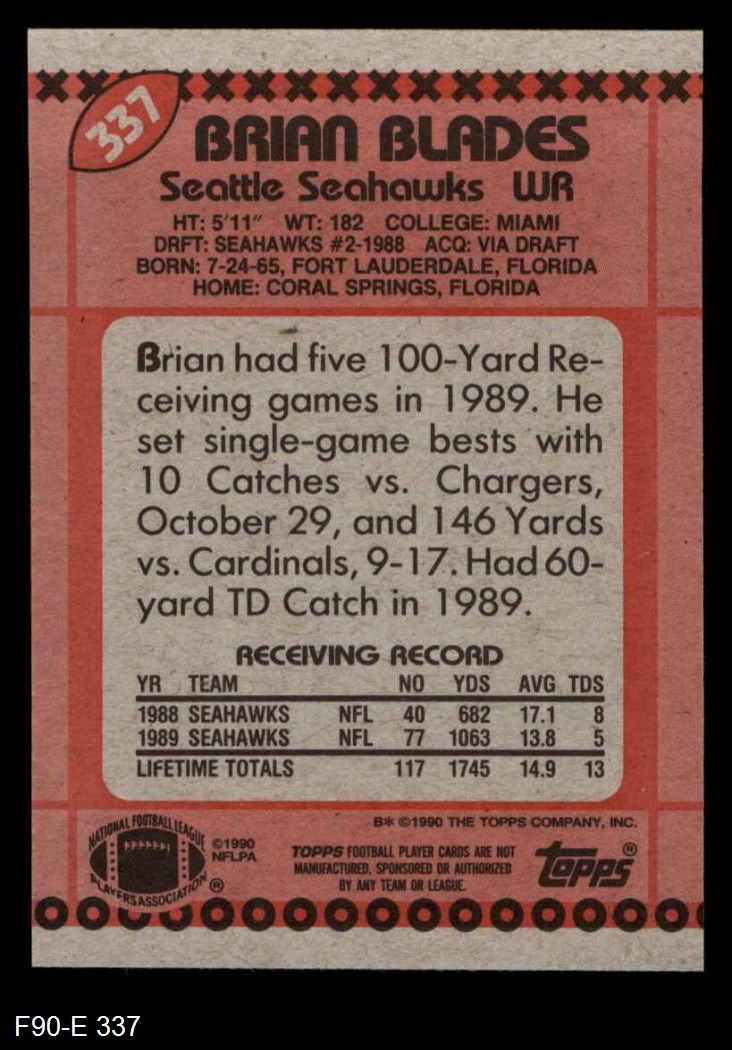 337
BRIAN BLADES
Seattle Seahawks WR
HT: 5'11" WT: 182 COLLEGE: MIAMI
DRFT: SEAHAWKS #2-1988 ACQ: VIA DRAFT
BORN: 7-24-65, FORT LAUDERDALE, FLORIDA
HOME: CORAL SPRINGS, FLORIDA
Brian had five 100-Yard Re-
ceiving games in 1989. He
set single-game bests with
10 Catches vs. Chargers,
October 29, and 146 Yards
vs. Cardinals, 9-17. Had 60-
yard TD Catch in 1989.
RECEIVING RECORD
YR TEAM NO YDS AVG TDS
1988 SEAHAWKS NFL 40 682 17.1 8
1989 SEAHAWKS NFL 77 1063 13.8 5
LIFETIME TOTALS 117 1745 14.9 13
B* ©1990 THE TOPPS COMPANY, INC.
NATIONAL FOOTBALL LEAGUE
PLAYERS ASSOCIATION ®
©1990
NFLPA
TOPPS FOOTBALL PLAYER CARDS ARE NOT
MANUFACTURED, SPONSORED OR AUTHORIZED
BY ANY TEAM OR LEAGUE.
topps®
F90-E 337